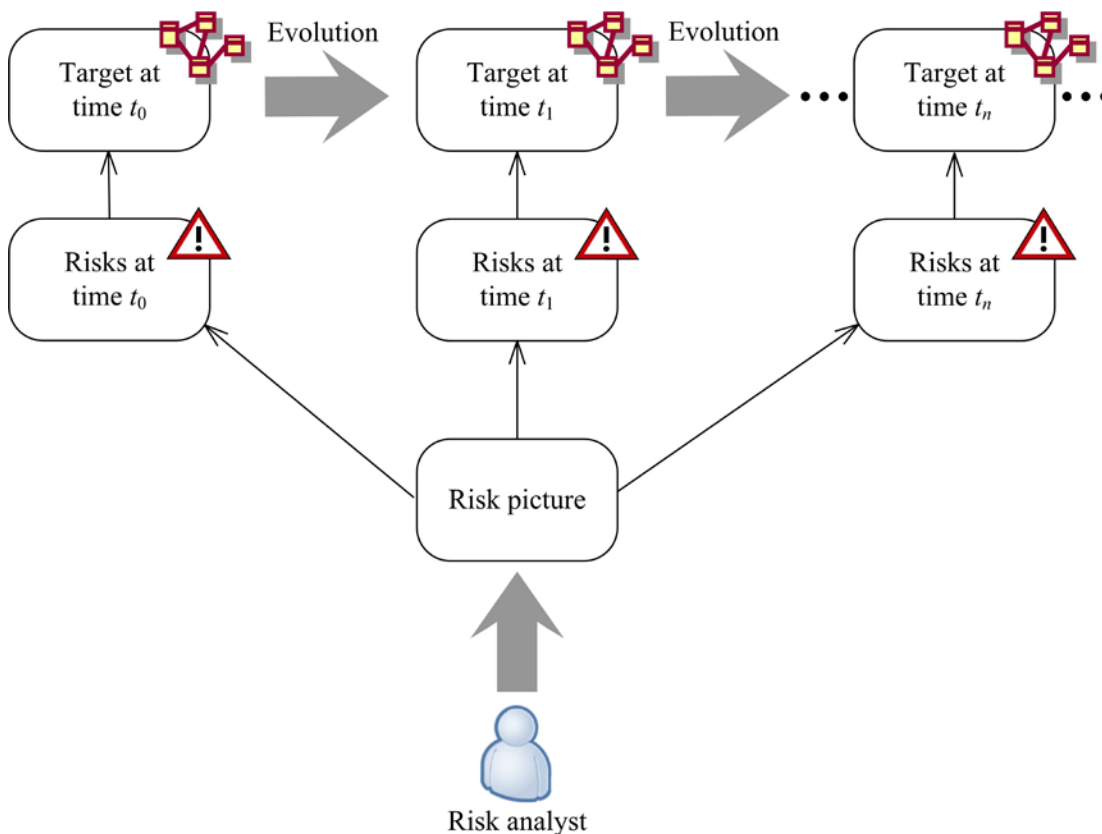 Evolution
Evolution
Target at
time t0
Target at
time t1
Target at
time tn
Risks at
time t0
Risks at
time t1
Risks at
time tn
Risk picture
Risk analyst